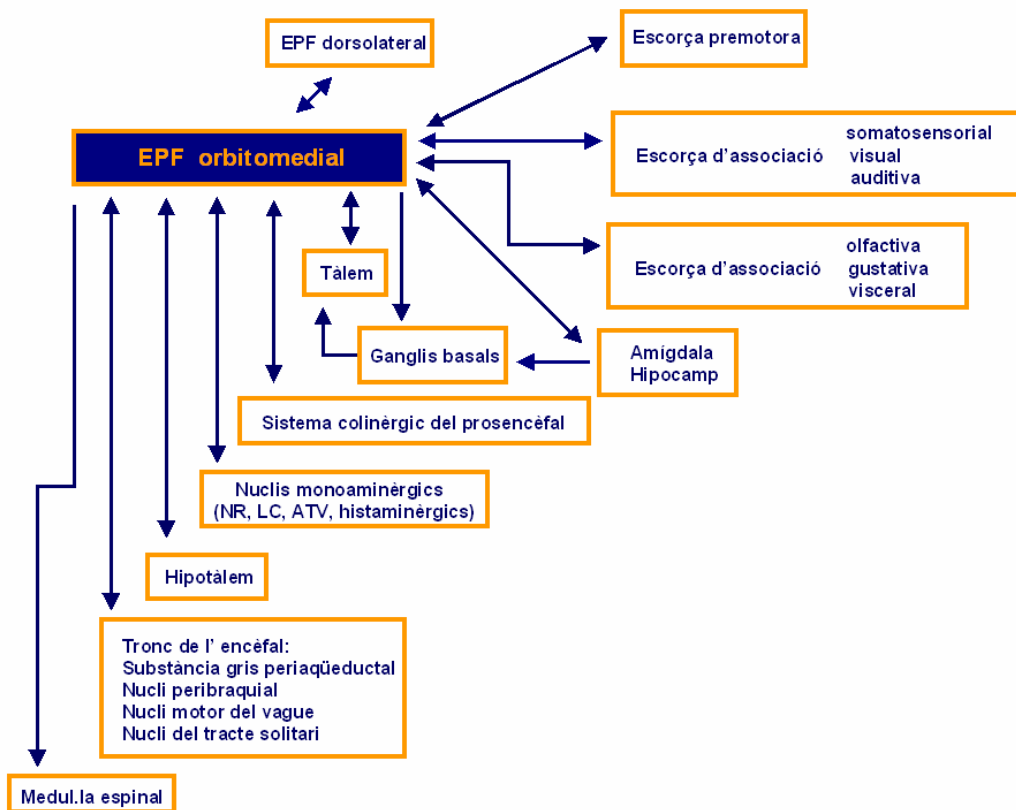 EPF dorsolateral
Escorça premotora
EPF orbitomedial
Escorça d'associació
somatosensorial
visual
auditiva
Escorça d'associació
olfactiva
gustativa
visceral
Tàlem
Ganglis basals
Amígdala
Hipocamp
Sistema colinèrgic del prosencèfal
Nuclis monoaminèrgics
(NR, LC, ATV, histaminèrgics)
Hipotàlem
Tronc de l' encèfal:
Substància gris periaqüeductal
Nucli peribraquial
Nucli motor del vague
Nucli del tracte solitari
Medul.la espinal